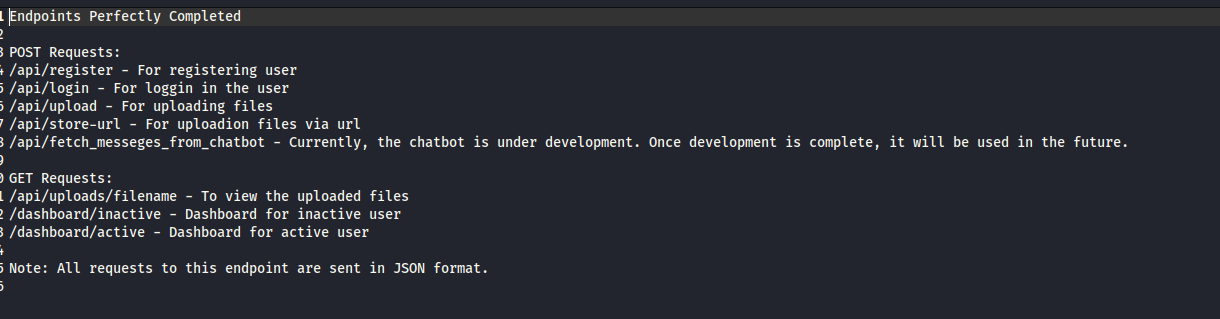 1 Endpoints Perfectly Completed
2
3 POST Requests:
4 /api/register - For registering user
5 /api/login - For loggin in the user
6 /api/upload - For uploading files
7 /api/store-url - For uploadion files via url
8 /api/fetch_messeges_from_chatbot - Currently, the chatbot is under development. Once development is complete, it will be used in the future.
9
0 GET Requests:
1 /api/uploads/filename - To view the uploaded files
2 /dashboard/inactive - Dashboard for inactive user
3 /dashboard/active - Dashboard for active user
4
5 Note: All requests to this endpoint are sent in JSON format.
6